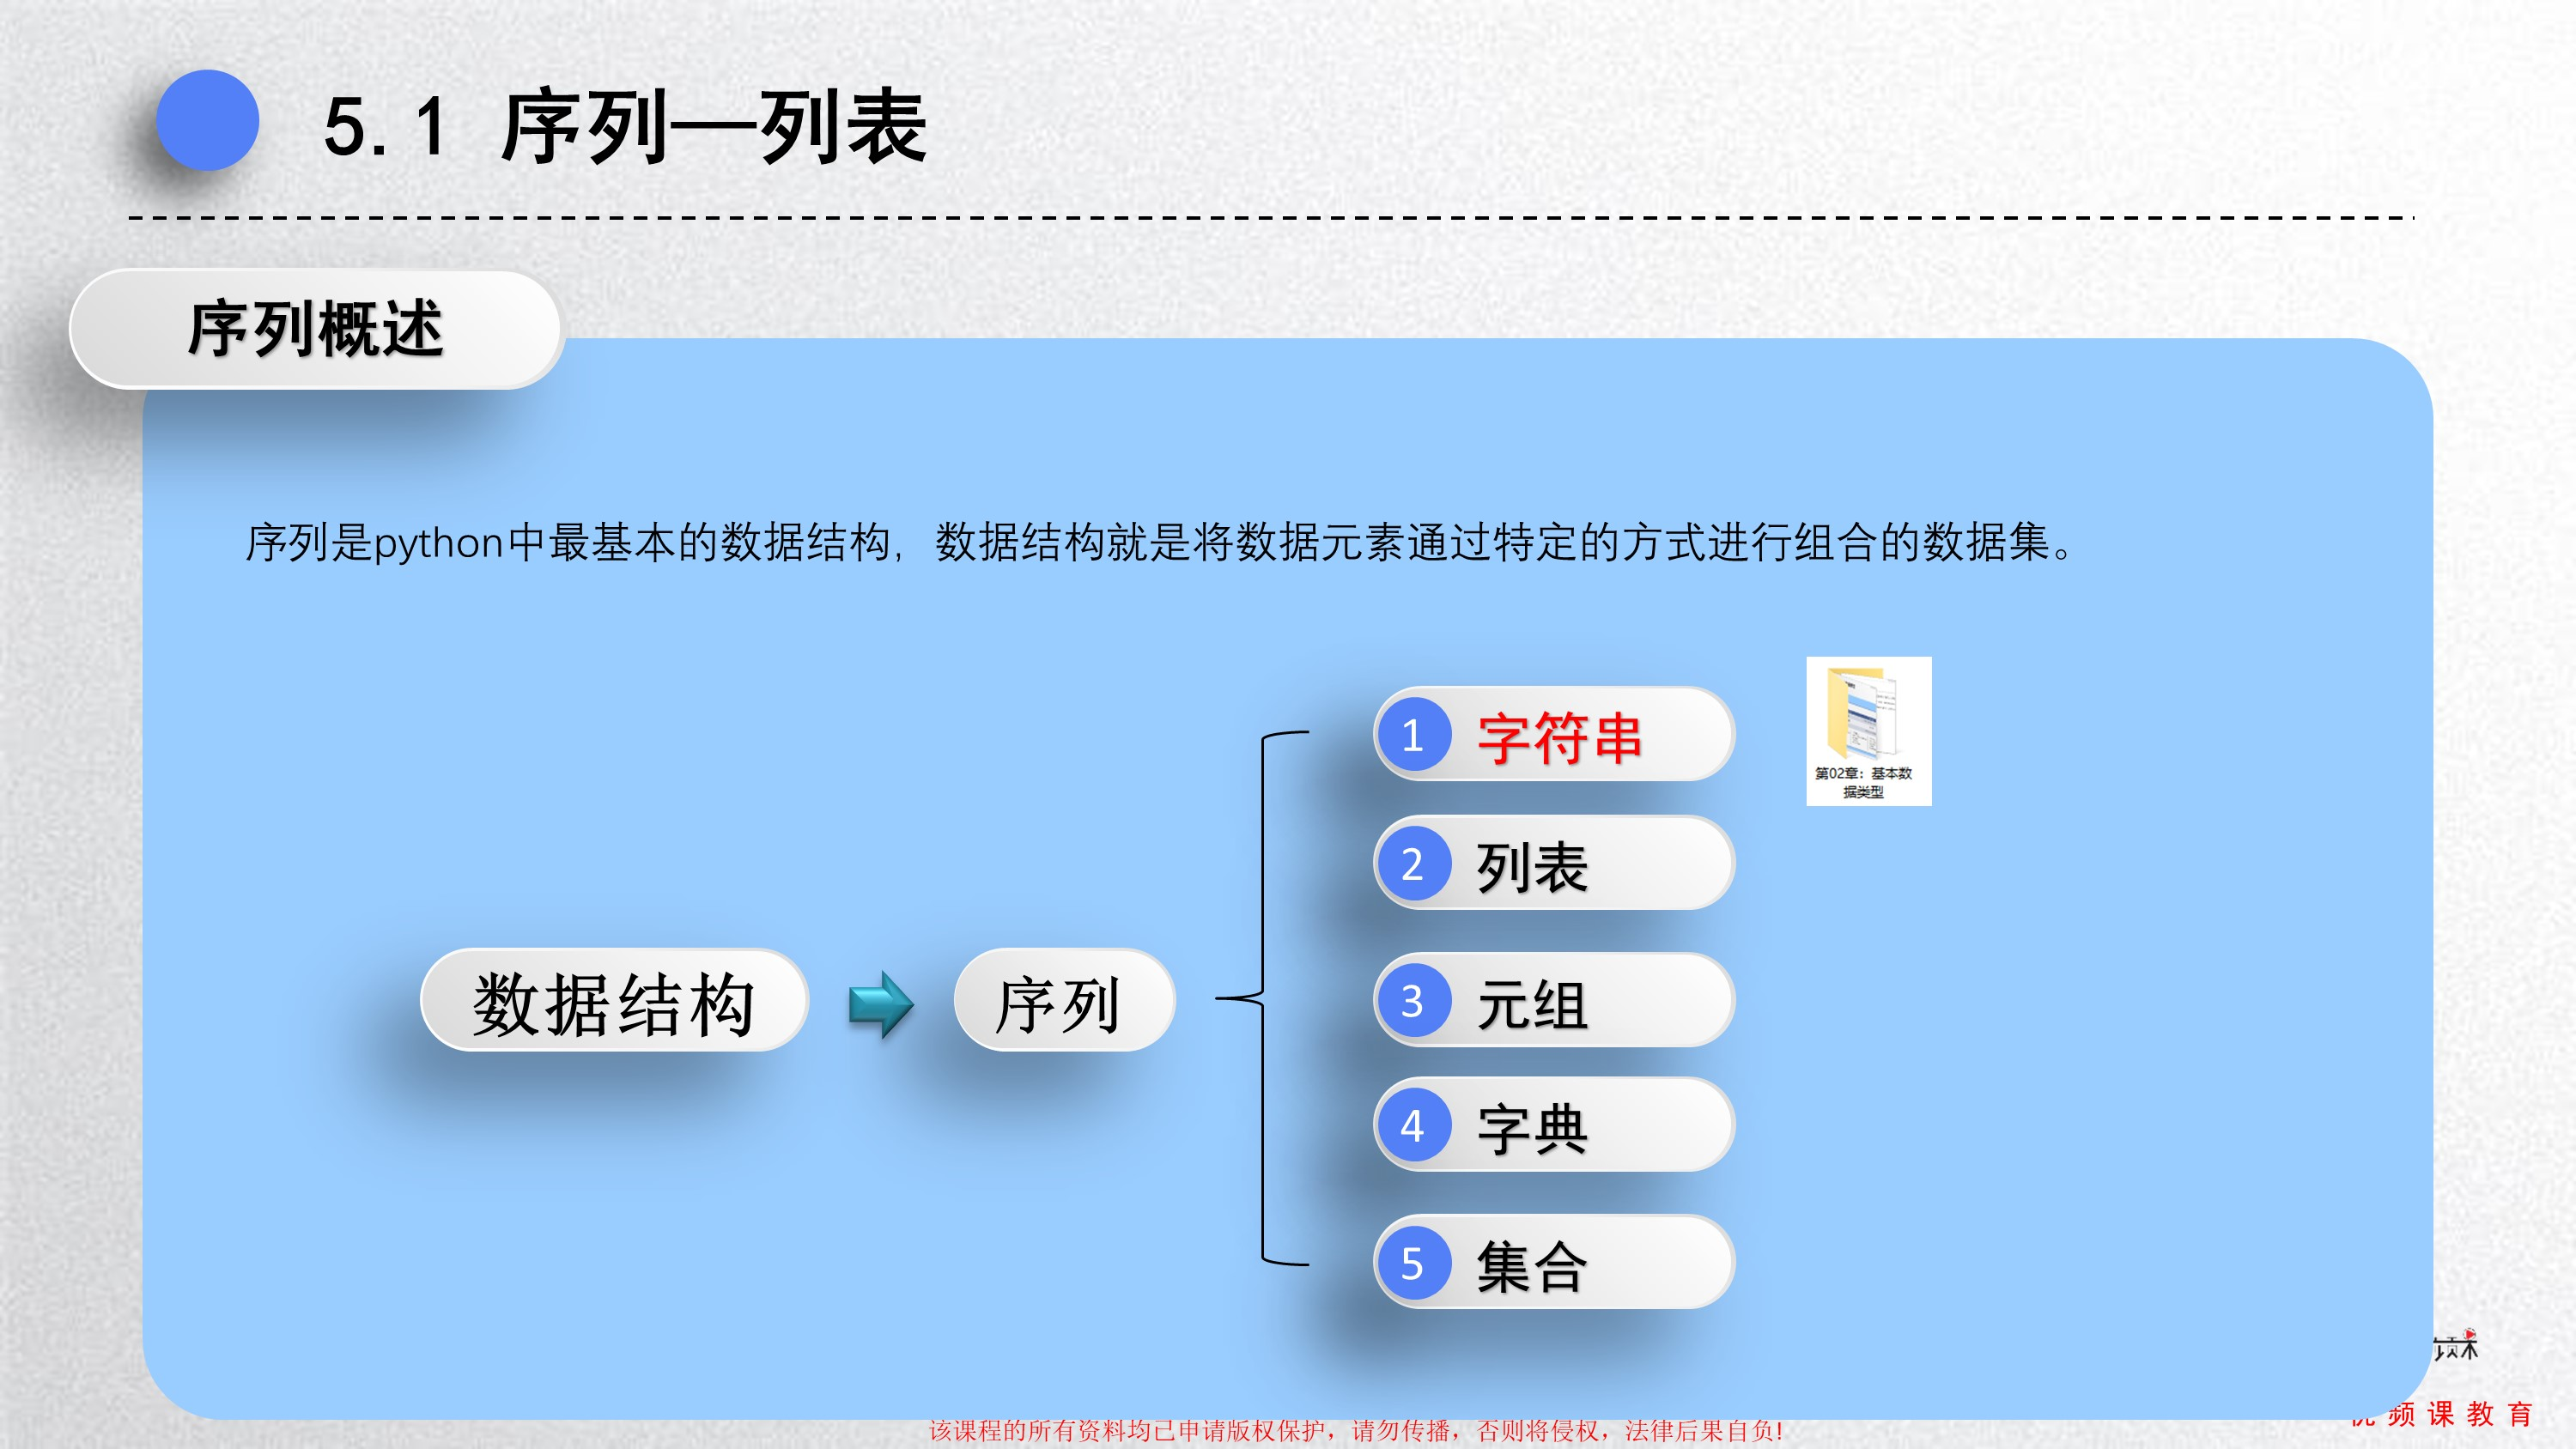 5.1 序列—列表
序列概述
序列是python中最基本的数据结构，数据结构就是将数据元素通过特定的方式进行组合的数据集。
1 字符串
第02章：基本数
据类型
2 列表
数据结构
序列
3 元组
4 字典
5 集合
频课教育
该课程的所有资料均已申请版权保护，请勿传播，否则将侵权，法律后果自负!